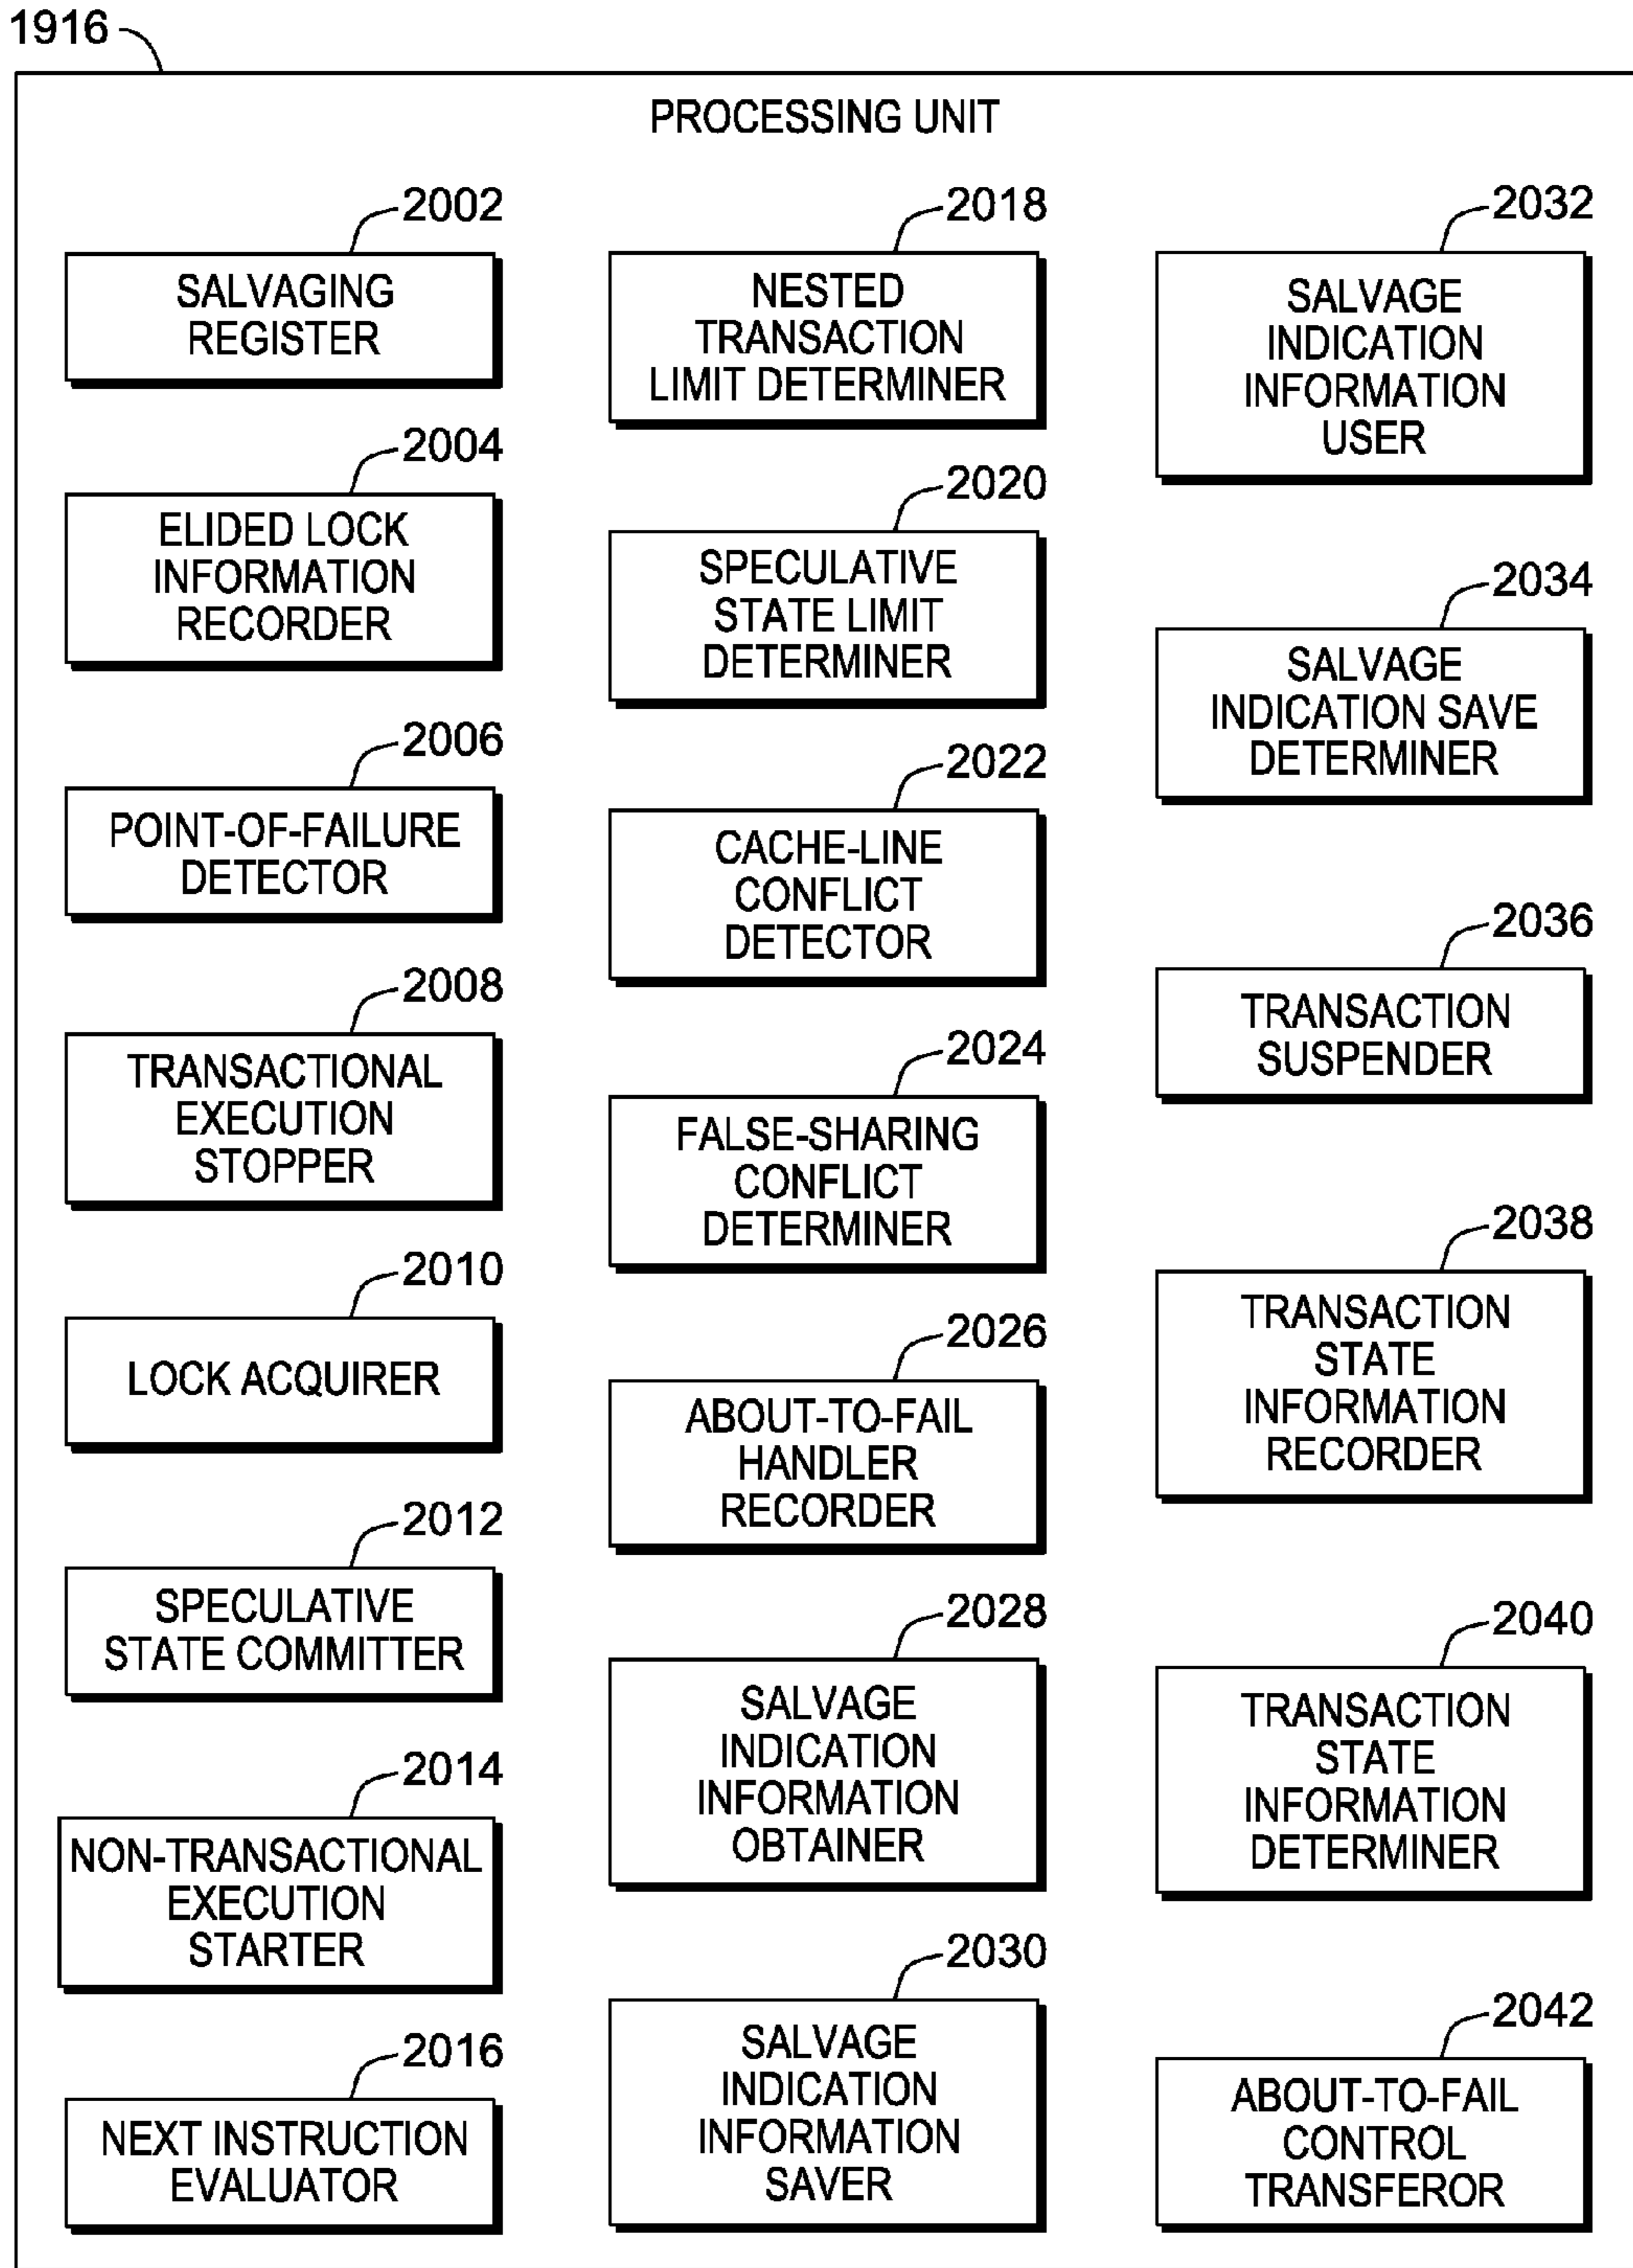 1916
PROCESSING UNIT
2002
SALVAGING
REGISTER
2004
ELIDED LOCK
INFORMATION
RECORDER
2006
POINT-OF-FAILURE
DETECTOR
2008
TRANSACTIONAL
EXECUTION
STOPPER
2010
LOCK ACQUIRER
2012
SPECULATIVE
STATE COMMITTER
2014
NON-TRANSACTIONAL
EXECUTION
STARTER
2016
NEXT INSTRUCTION
EVALUATOR
2018
NESTED
TRANSACTION
LIMIT DETERMINER
2020
SPECULATIVE
STATE LIMIT
DETERMINER
2022
CACHE-LINE
CONFLICT
DETECTOR
2024
FALSE-SHARING
CONFLICT
DETERMINER
2026
ABOUT-TO-FAIL
HANDLER
RECORDER
2028
SALVAGE
INDICATION
INFORMATION
OBTAINER
2030
SALVAGE
INDICATION
INFORMATION
SAVER
2032
SALVAGE
INDICATION
INFORMATION
USER
2034
SALVAGE
INDICATION SAVE
DETERMINER
2036
TRANSACTION
SUSPENDER
2038
TRANSACTION
STATE
INFORMATION
RECORDER
2040
TRANSACTION
STATE
INFORMATION
DETERMINER
2042
ABOUT-TO-FAIL
CONTROL
TRANSFEROR